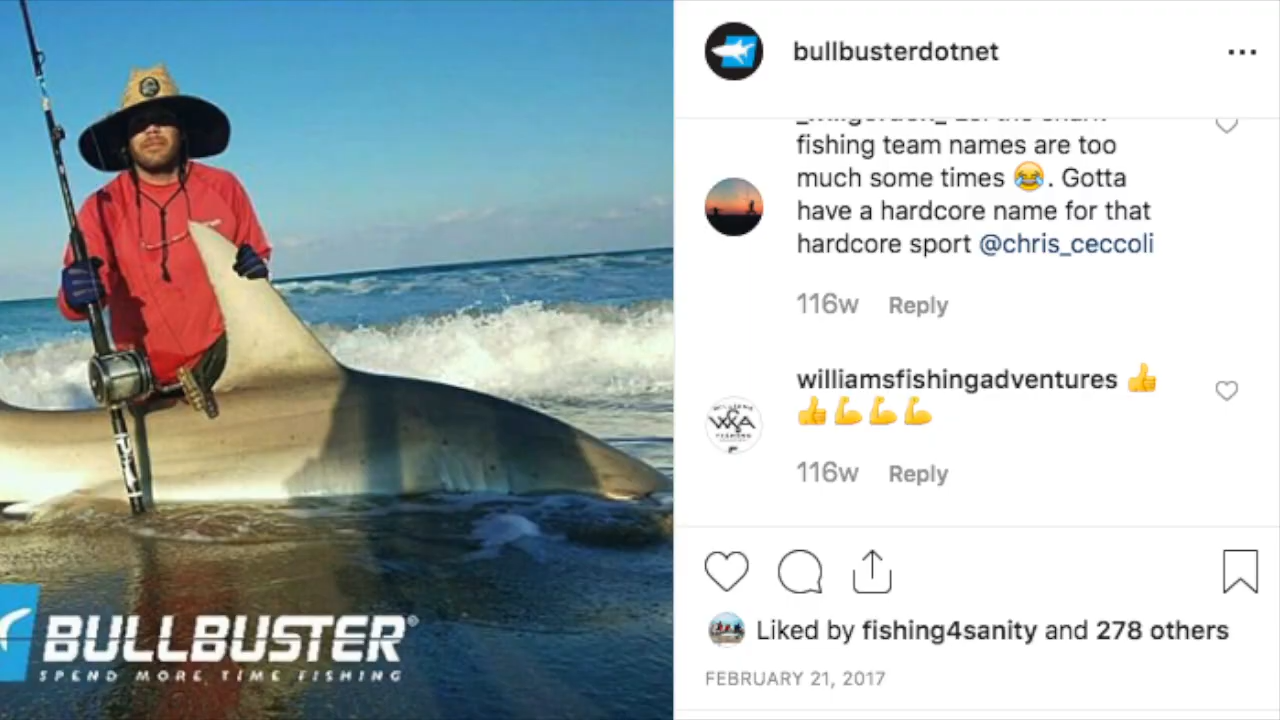 bullbusterdotnet
fishing team names are too
much some times 😂. Gotta
have a hardcore name for that
hardcore sport @chris_ceccoli
116w Reply
williamsfishingadventures 👍
👍💪💪💪
116w Reply
Liked by fishing4sanity and 278 others
FEBRUARY 21, 2017
BULLBUSTER®
SPEND MORE TIME FISHING